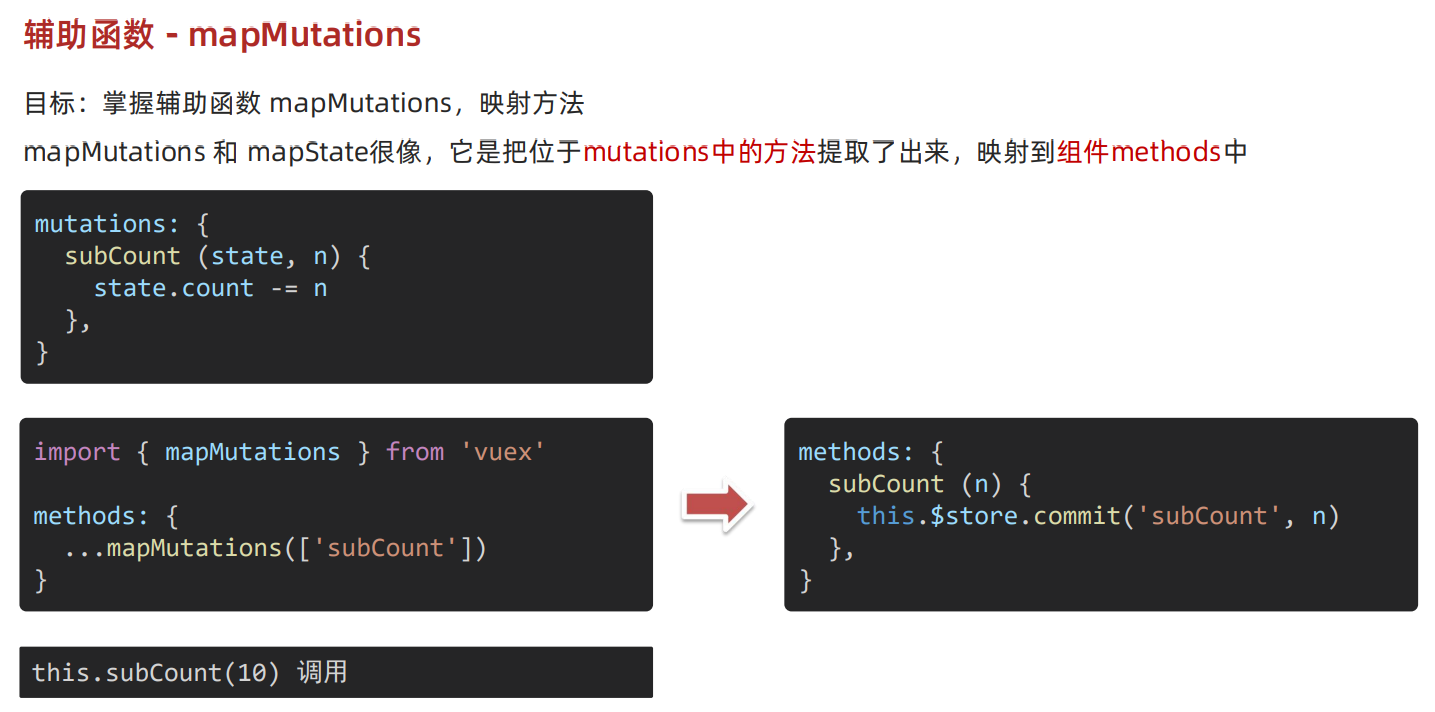 辅助函数 - mapMutations
目标：掌握辅助函数 mapMutations，映射方法
mapMutations 和 mapState很像，它是把位于mutations中的方法提取了出来，映射到组件methods中
mutations: {
  subCount (state, n) {
    state.count -= n
  },
}
import { mapMutations } from 'vuex'
methods: {
  ...mapMutations(['subCount'])
}
methods: {
  subCount (n) {
    this.$store.commit('subCount', n)
  },
}
this.subCount(10) 调用